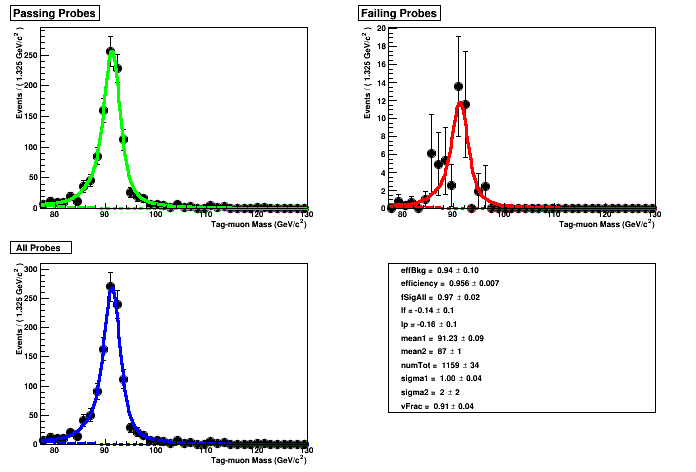 Passing Probes
Events / ( 1.325 GeV/c² )
250
200
150
100
50
0
80 90 100 110 120 130
Tag-muon Mass (GeV/c²)
Failing Probes
Events / ( 1.325 GeV/c² )
20
18
16
14
12
10
8
6
4
2
0
80 90 100 110 120 130
Tag-muon Mass (GeV/c²)
All Probes
Events / ( 1.325 GeV/c² )
300
250
200
150
100
50
0
80 90 100 110 120 130
Tag-muon Mass (GeV/c²)
effBkg = 0.94 ± 0.10
efficiency = 0.956 ± 0.007
fSigAll = 0.97 ± 0.02
lf = -0.14 ± 0.1
lp = -0.16 ± 0.1
mean1 = 91.23 ± 0.09
mean2 = 87 ± 1
numTot = 1159 ± 34
sigma1 = 1.00 ± 0.04
sigma2 = 2 ± 2
vFrac = 0.91 ± 0.04